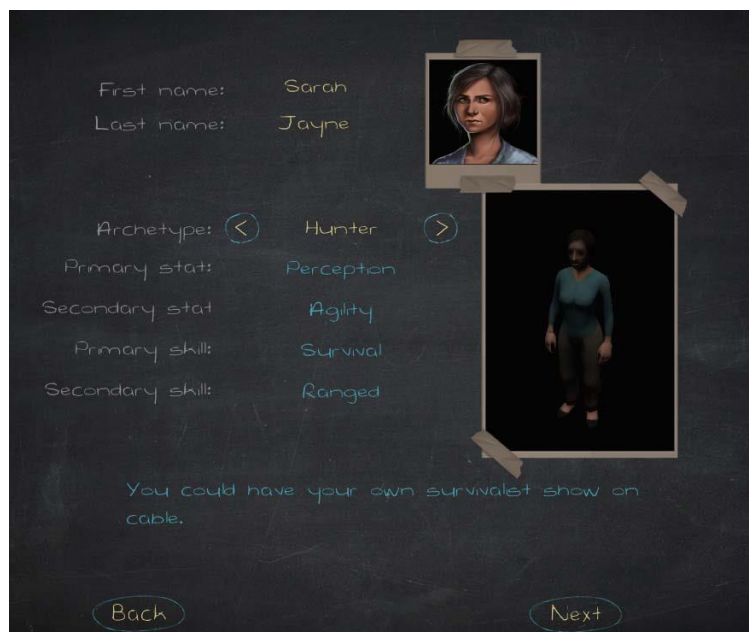 First name: Sarah
Last name: Jayne
Archetype: < Hunter >
Primary stat: Perception
Secondary stat Agility
Primary skill: Survival
Secondary skill: Ranged
You could have your own survivalist show on
cable.
Back Next